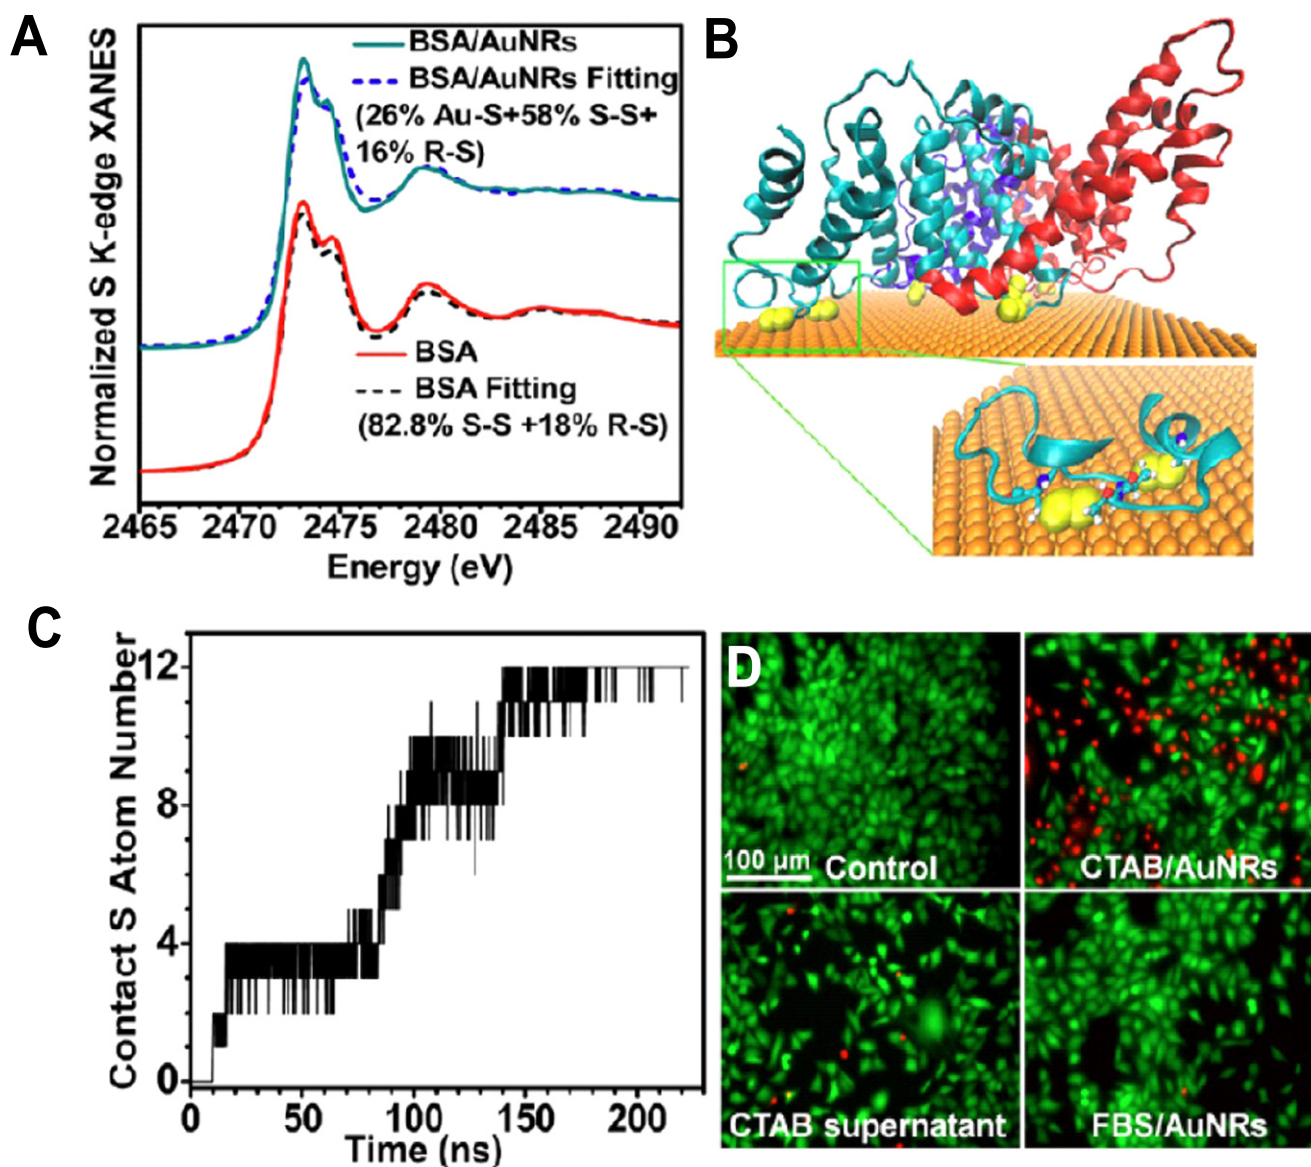 A
Normalized S K-edge XANES
BSA/AuNRs
BSA/AuNRs Fitting
(26% Au-S+58% S-S+
16% R-S)
BSA
BSA Fitting
(82.8% S-S +18% R-S)
2465 2470 2475 2480 2485 2490
Energy (eV)
B
C
Contact S Atom Number
12
8
4
0
0 50 100 150 200
Time (ns)
D
100 µm
Control
CTAB/AuNRs
CTAB supernatant
FBS/AuNRs